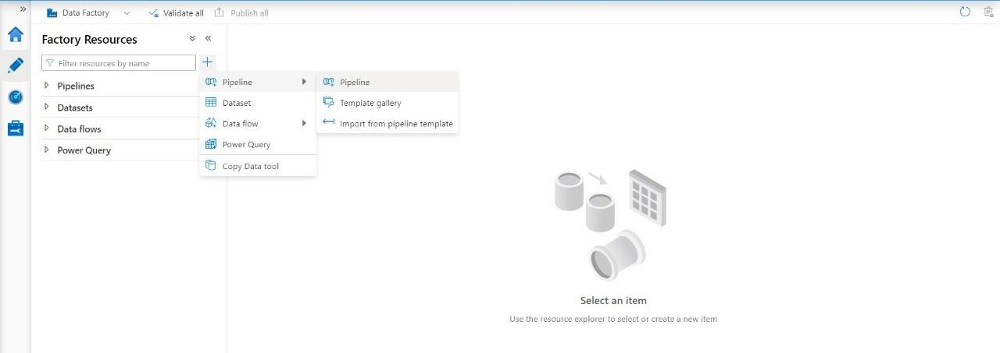 Data Factory
Validate all
Publish all
Factory Resources
Filter resources by name
Pipelines
Datasets
Data flows
Power Query
Pipeline
Dataset
Data flow
Power Query
Copy Data tool
Pipeline
Template gallery
Import from pipeline template
Select an item
Use the resource explorer to select or create a new item